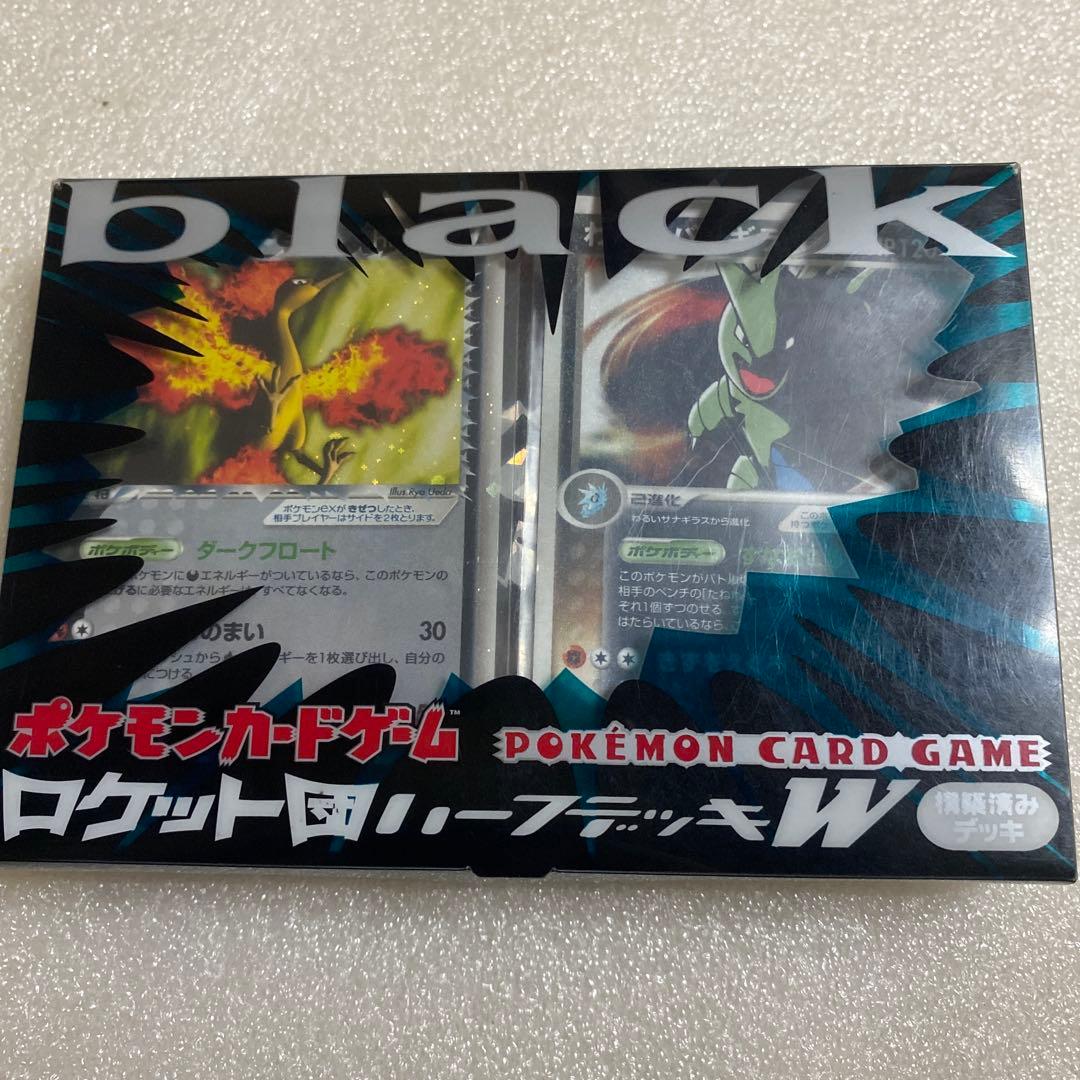 black
Illus. Ryo Ueda
ポケモンexが きぜつしたとき、
相手プレイヤーはサイドを2枚とります。
ポケボディー ダークフロート
ポケモンに エネルギーがついているなら、このポケモンの
げるに必要なエネルギーは、すべてなくなる。
のまい 30
シュから ギーを1枚選び出し、自分の
につける
己進化
わるいサナギラスから進化
ポケボディー
このポケモンがバトル
相手のベンチの「たね
ぞれ1個ずつのせる。
はたらいているなら、
ポケモンカードゲーム™
POKÉMON CARD GAME
ロケット団ハーフデッキW
構築済み
デッキ